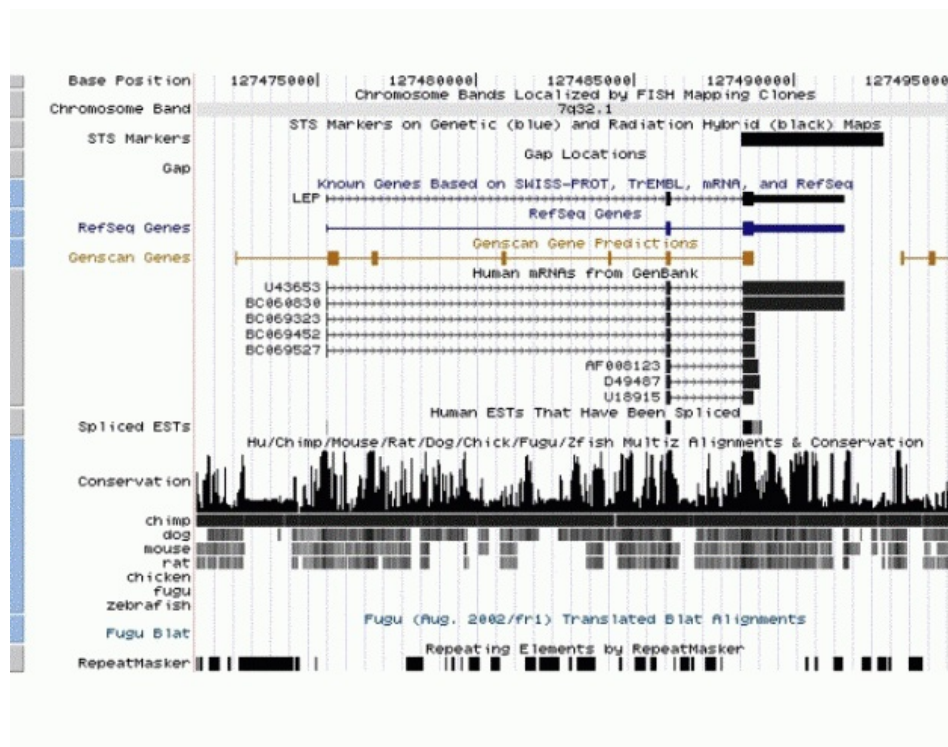 Base Position 127475000| 127480000| 127485000| 127490000| 127495000
Chromosome Bands Localized by FISH Mapping Clones
Chromosome Band 7q32.1
STS Markers on Genetic (blue) and Radiation Hybrid (black) Maps
STS Markers
Gap Locations
Gap
Known Genes Based on SWISS-PROT, TrEMBL, mRNA, and RefSeq
LEP
RefSeq Genes
RefSeq Genes
Genscan Gene Predictions
Genscan Genes
Human mRNAs from GenBank
U43653
BC060830
BC069323
BC069452
BC069527
AF008123
D49487
U18915
Human ESTs That Have Been Spliced
Spliced ESTs
Hu/Chimp/Mouse/Rat/Dog/Chick/Fugu/Zfish Multiz Alignments & Conservation
Conservation
chimp
dog
mouse
rat
chicken
fugu
zebrafish
Fugu (Aug. 2002/fr1) Translated Blat Alignments
Fugu Blat
Repeating Elements by RepeatMasker
RepeatMasker